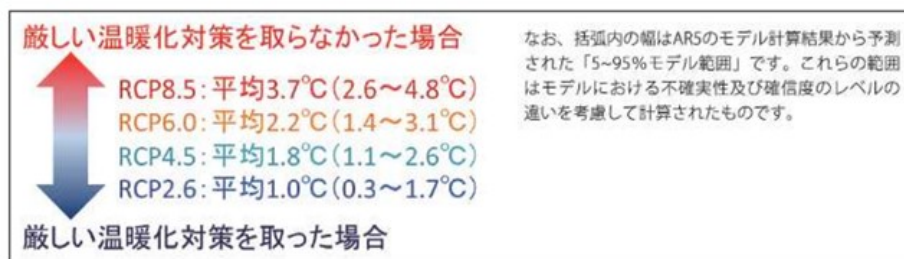 厳しい温暖化対策を取らなかった場合
RCP8.5：平均3.7℃（2.6～4.8℃）
RCP6.0：平均2.2℃（1.4～3.1℃）
RCP4.5：平均1.8℃（1.1～2.6℃）
RCP2.6：平均1.0℃（0.3～1.7℃）
厳しい温暖化対策を取った場合
なお、括弧内の幅はAR5のモデル計算結果から予測
された「5~95%モデル範囲」です。これらの範囲
はモデルにおける不確実性及び確信度のレベルの
違いを考慮して計算されたものです。